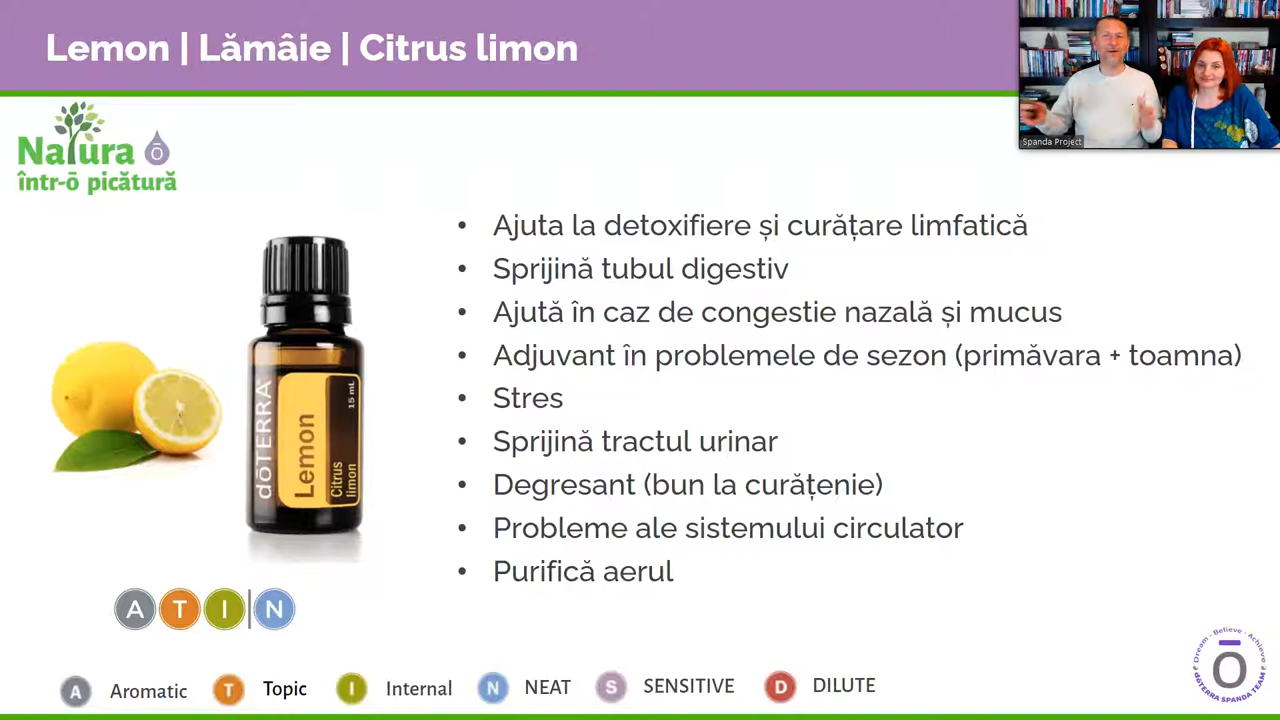 Lemon | Lămâie | Citrus limon
Spanda Project
Natura ō
într-ō picătură
Ajuta la detoxifiere și curățare limfatică
Sprijină tubul digestiv
Ajută în caz de congestie nazală și mucus
Adjuvant în problemele de sezon (primăvara + toamna)
Stres
Sprijină tractul urinar
Degresant (bun la curățenie)
Probleme ale sistemului circulator
Purifică aerul
dōTERRA
Lemon
Citrus
limon
15 mL
A T I | N
A Aromatic T Topic I Internal N NEAT S SENSITIVE D DILUTE
Dream - Believe - Achieve
Ō
dōTERRA SPANDA TEAM